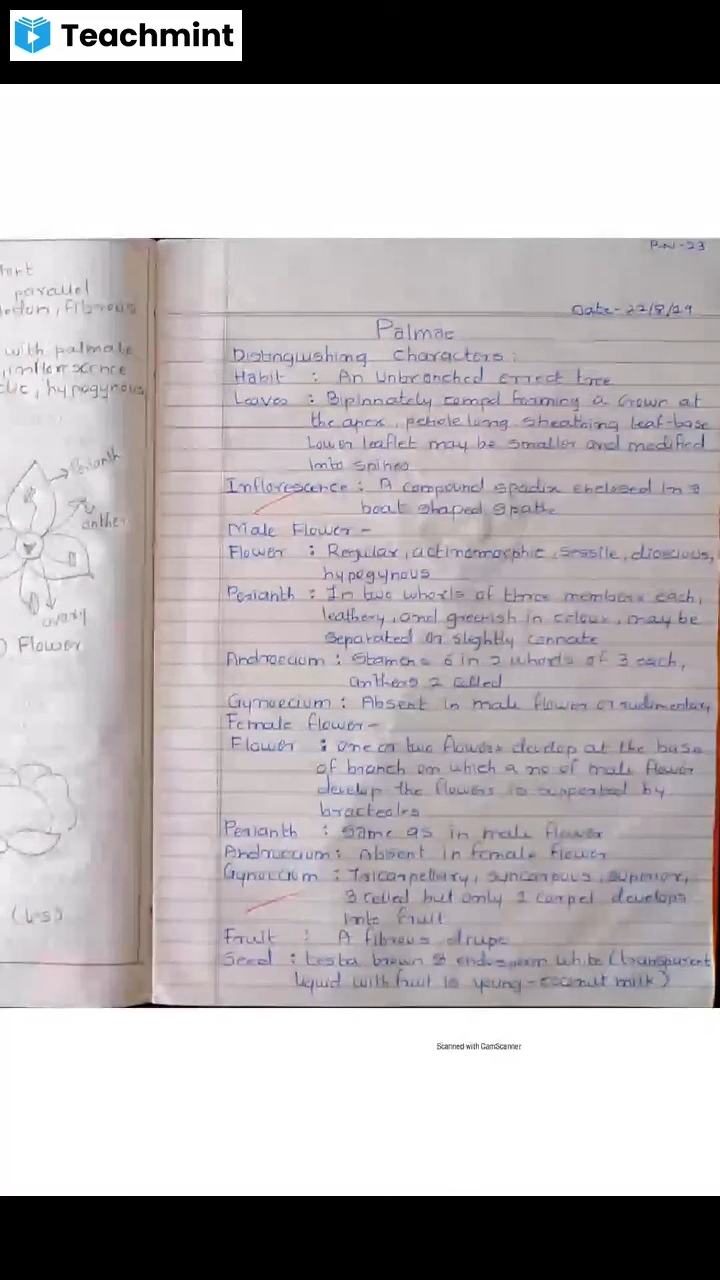 Teachmint
P.N-23
Date- 22/8/19
parallel
fibrous
with palmate
inflorscence
hypogynous
Perianth
anther
ovary
Flower
(L.S)
Palmae
Distingwshing Characters:
Habit : An Unbranched errect tree
Leaves : Bipinnately compd forming a Crown at
the apex, petiole long sheathing leaf-base
Lower leaflet may be smaller and modified
into spines
Inflorescence : A compound spadix enclosed in a
boat shaped spathe
Male Flower-
Flower : Regular, actinomorphic, sessile, dioecious,
hypogynous
Perianth : In two whorls of three members each,
leathery, and greenish in colour, may be
Separated or slightly connate
Androecium : Stamens 6 in 2 whorls of 3 each,
anthers 2 celled
Gynoecium : Absent in male flower or rudimentary
Female flower-
Flower : one or two flowers develop at the base
of branch on which a no of male flower
develop the flowers is supported by
bracteoles
Perianth : Same as in male flower
Androecium : Absent in female flower
Gynoecium : Tricarpellary, syncarpous, superior,
3 celled but only 1 carpel develops
into fruit
Fruit : A fibrous drupe
Seed : testa brown & endosperm white (transparent
liquid with fruit is young-coconut milk)
Scanned with CamScanner